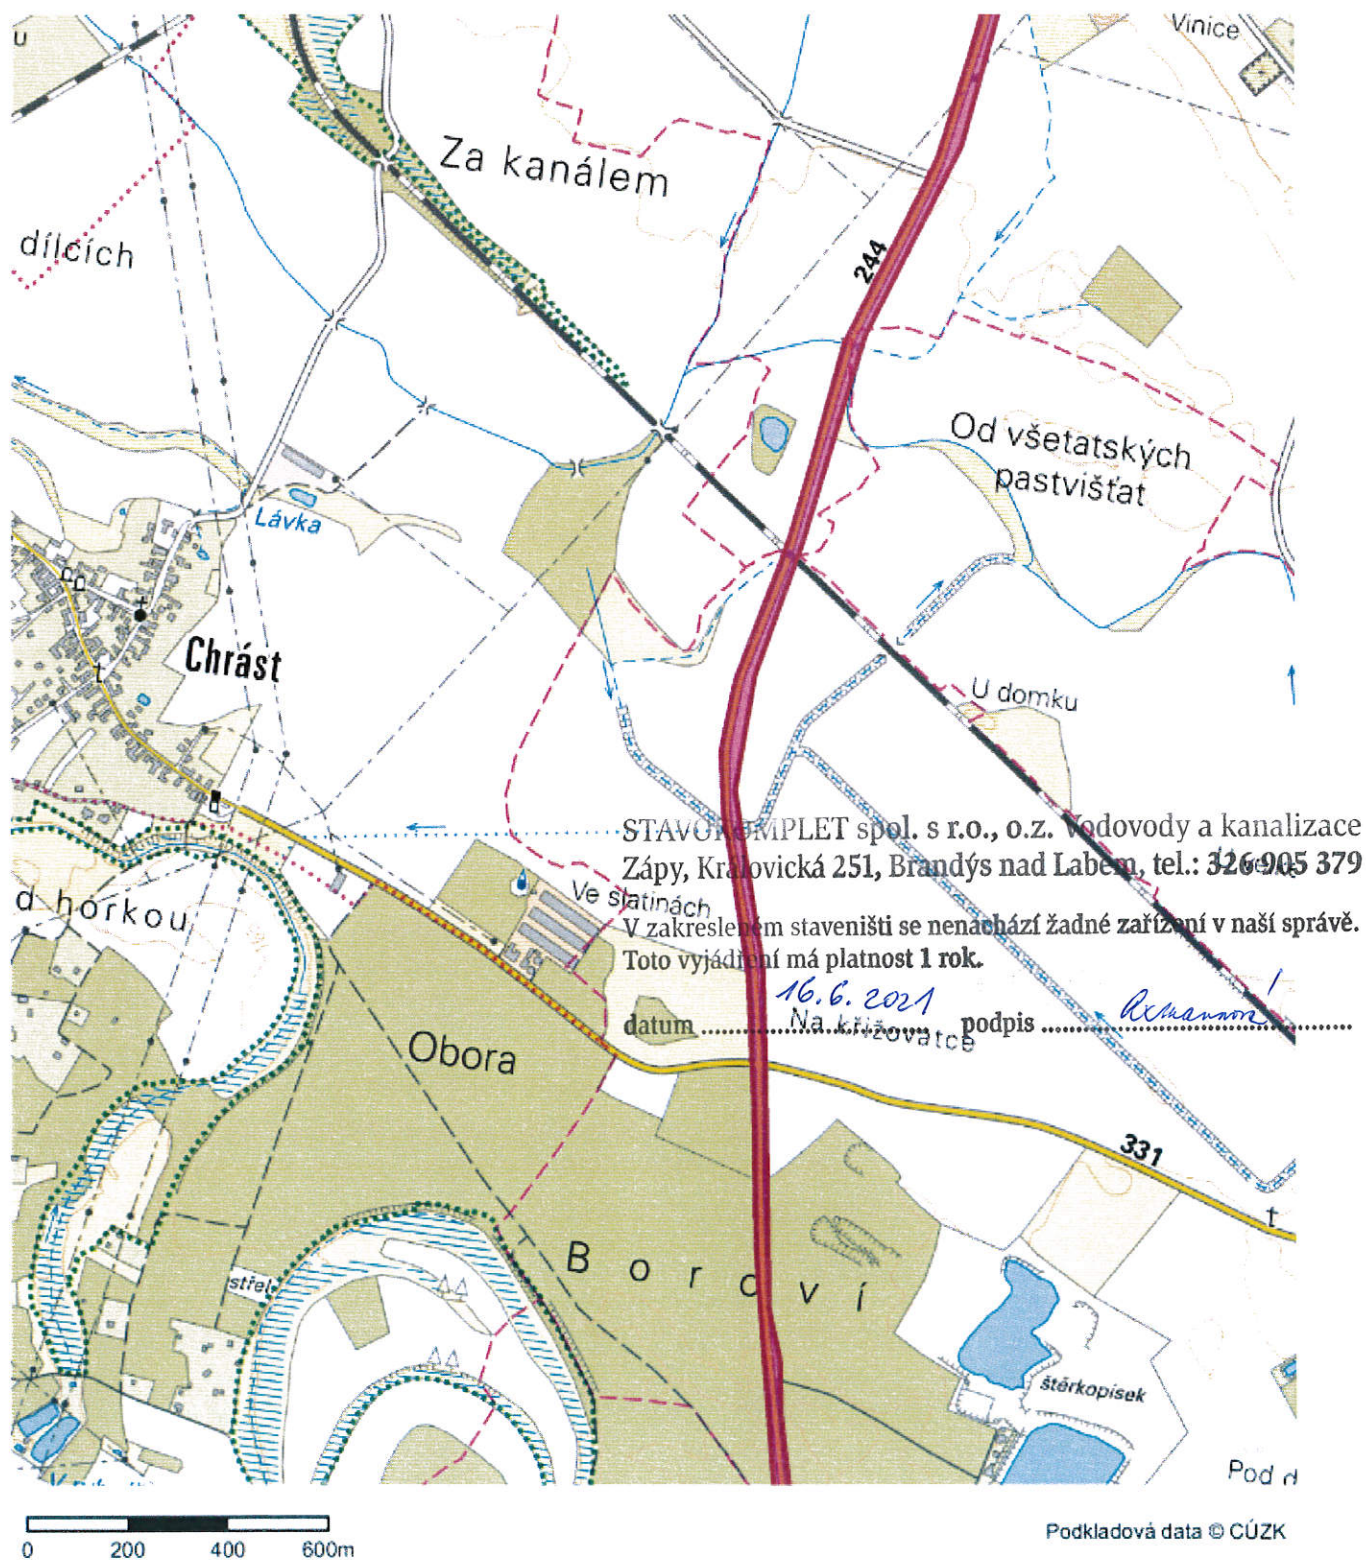 u
Vinice
Za kanálem
dílcích
244
Od všetatských
pastvišťat
Lávka
Chrást
U domku
STAVOKOMPLET spol. s r.o., o.z. Vodovody a kanalizace
Zápy, Královická 251, Brandýs nad Labem, tel.: 326 905 379
d horkou
Ve slatinách
V zakresleném staveništi se nenachází žádné zařízení v naší správě.
Toto vyjádření má platnost 1 rok.
16.6.2021
datum
podpis
Na křižovatce
Obora
331
t
Boroví
střel
štěrkopísek
Pod d
0 200 400 600m
Podkladová data © ČÚZK